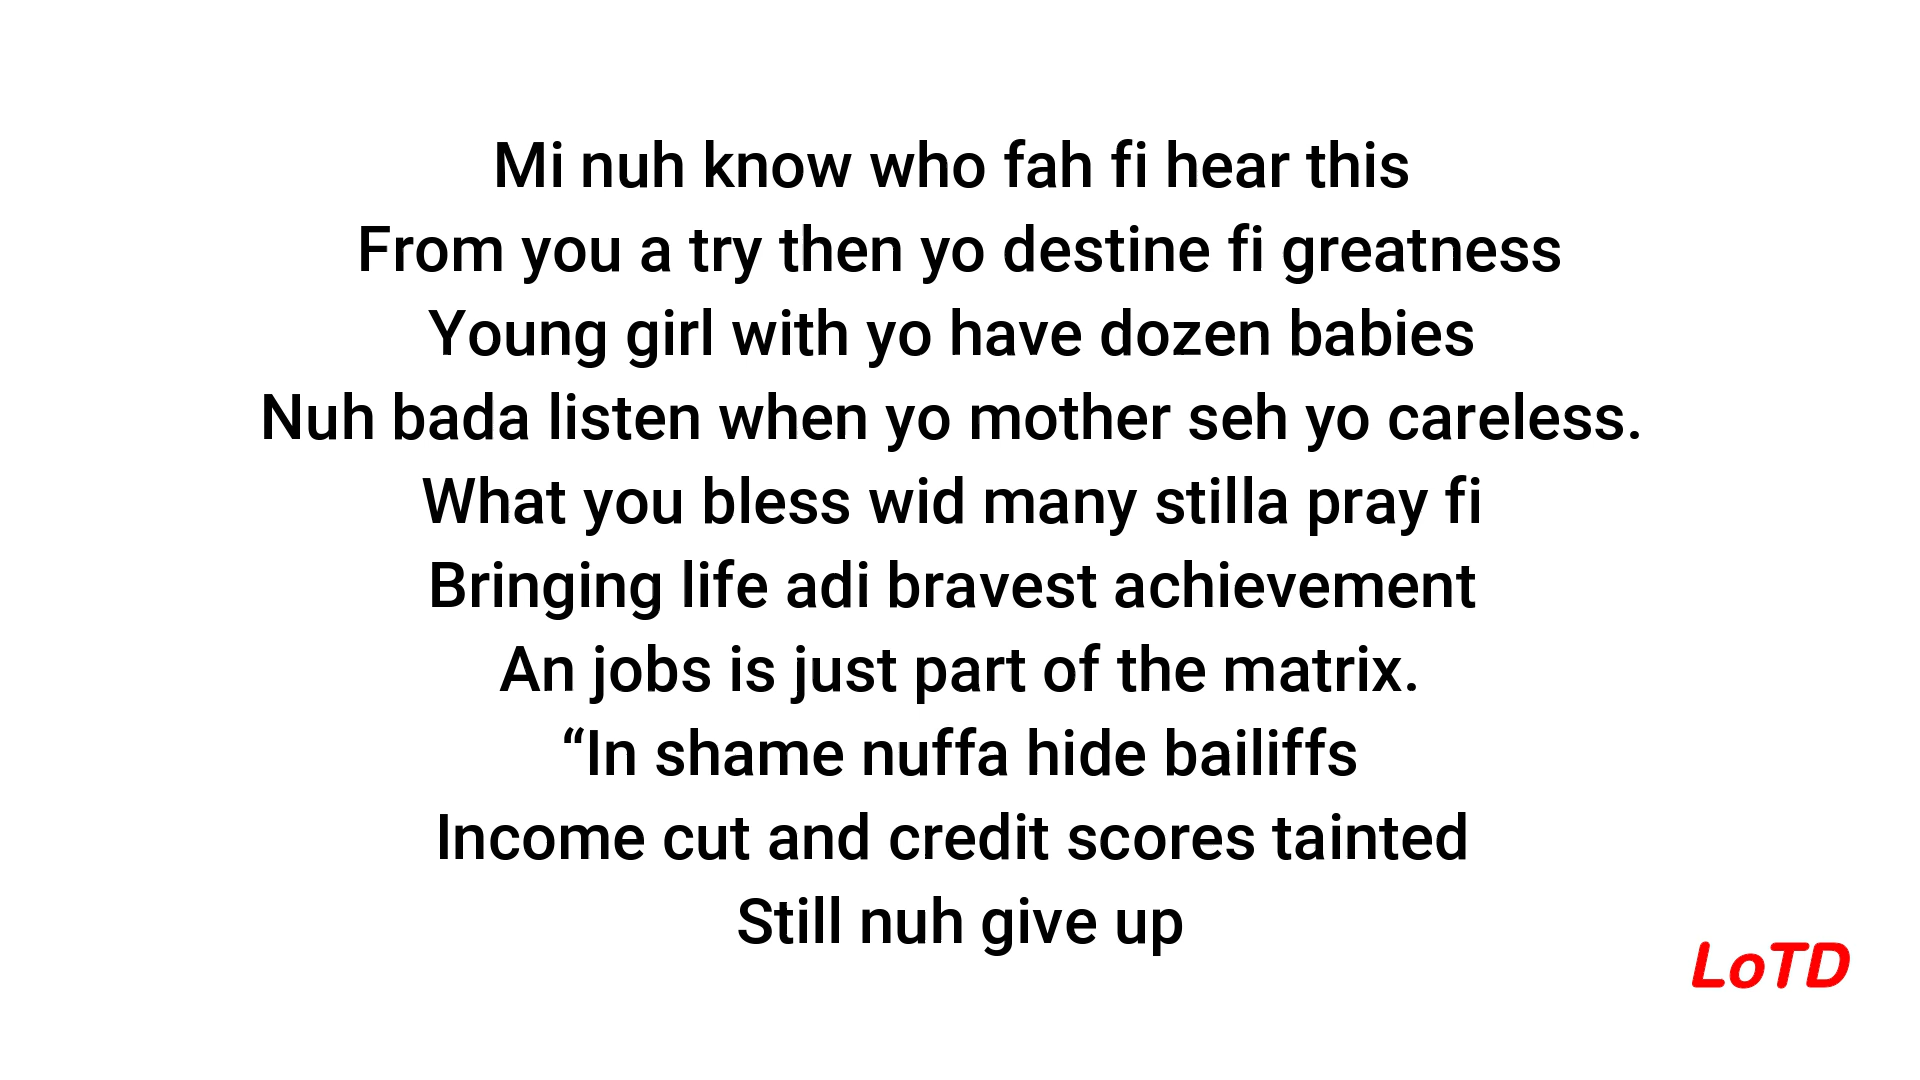 Mi nuh know who fah fi hear this
From you a try then yo destine fi greatness
Young girl with yo have dozen babies
Nuh bada listen when yo mother seh yo careless.
What you bless wid many stilla pray fi
Bringing life adi bravest achievement
An jobs is just part of the matrix.
“In shame nuffa hide bailiffs
Income cut and credit scores tainted
Still nuh give up
LoTD